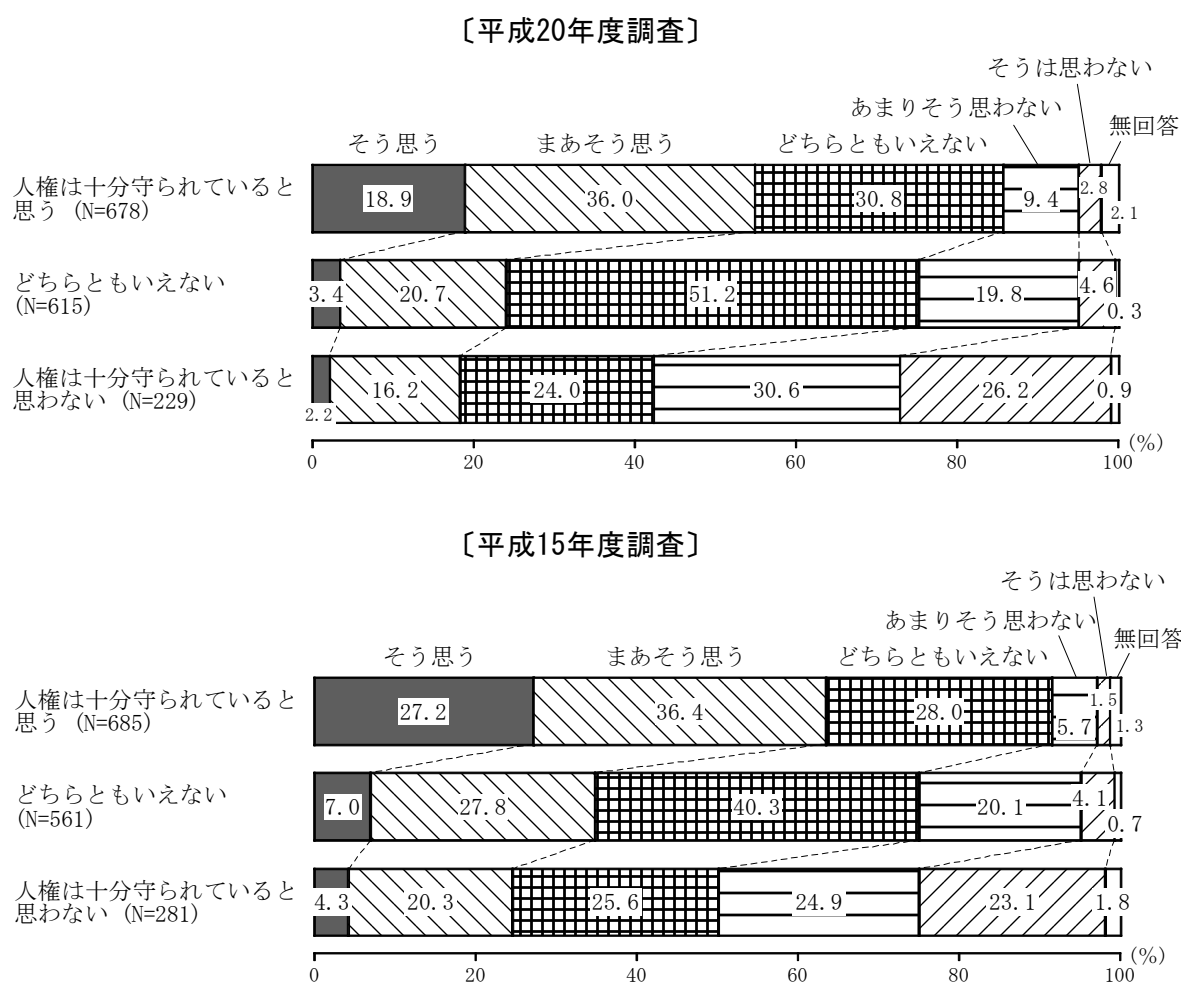 〔平成20年度調査〕
そうは思わない
あまりそう思わない
無回答
そう思う まあそう思う どちらともいえない
人権は十分守られていると
思う (N=678)
18.9 36.0 30.8 9.4 2.8 2.1
どちらともいえない
(N=615)
3.4 20.7 51.2 19.8 4.6 0.3
人権は十分守られていると
思わない (N=229)
2.2 16.2 24.0 30.6 26.2 0.9
0 20 40 60 80 100 (%)
〔平成15年度調査〕
そうは思わない
あまりそう思わない
無回答
そう思う まあそう思う どちらともいえない
人権は十分守られていると
思う (N=685)
27.2 36.4 28.0 5.7 1.5 1.3
どちらともいえない
(N=561)
7.0 27.8 40.3 20.1 4.1 0.7
人権は十分守られていると
思わない (N=281)
4.3 20.3 25.6 24.9 23.1 1.8
0 20 40 60 80 100 (%)